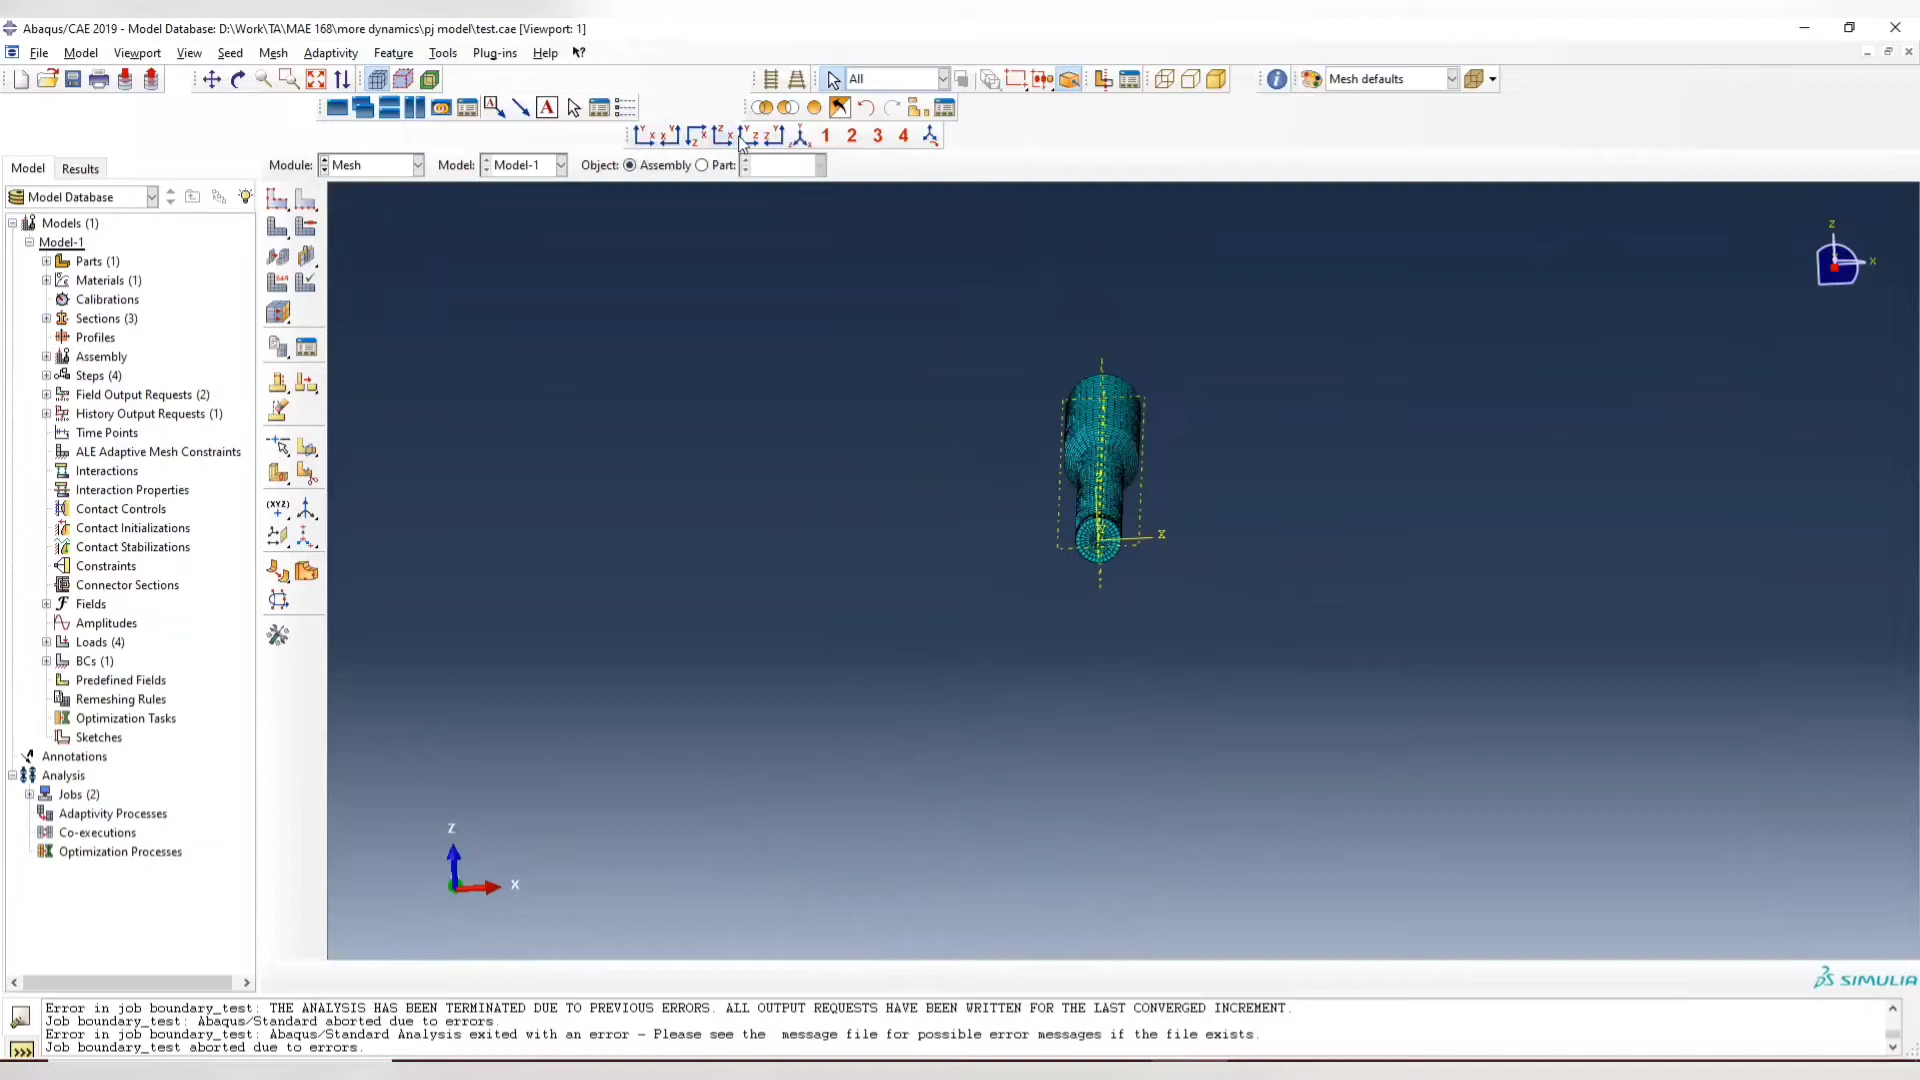 Abaqus/CAE 2019 - Model Database: D:\Work\TA\MAE 168\more dynamics\pj model\test.cae [Viewport: 1]
File Model Viewport View Seed Mesh Adaptivity Feature Tools Plug-ins Help
All
Mesh defaults
1 2 3 4
Model Results
Module: Mesh Model: Model-1 Object: Assembly Part:
Model Database
Models (1)
Model-1
Parts (1)
Materials (1)
Calibrations
Sections (3)
Profiles
Assembly
Steps (4)
Field Output Requests (2)
History Output Requests (1)
Time Points
ALE Adaptive Mesh Constraints
Interactions
Interaction Properties
Contact Controls
Contact Initializations
Contact Stabilizations
Constraints
Connector Sections
Fields
Amplitudes
Loads (4)
BCs (1)
Predefined Fields
Remeshing Rules
Optimization Tasks
Sketches
Annotations
Analysis
Jobs (2)
Adaptivity Processes
Co-executions
Optimization Processes
(XYZ)
Z
X
X
Z
X
SIMULIA
Error in job boundary_test: THE ANALYSIS HAS BEEN TERMINATED DUE TO PREVIOUS ERRORS. ALL OUTPUT REQUESTS HAVE BEEN WRITTEN FOR THE LAST CONVERGED INCREMENT.
Job boundary_test: Abaqus/Standard aborted due to errors.
Error in job boundary_test: Abaqus/Standard Analysis exited with an error - Please see the message file for possible error messages if the file exists.
Job boundary_test aborted due to errors.